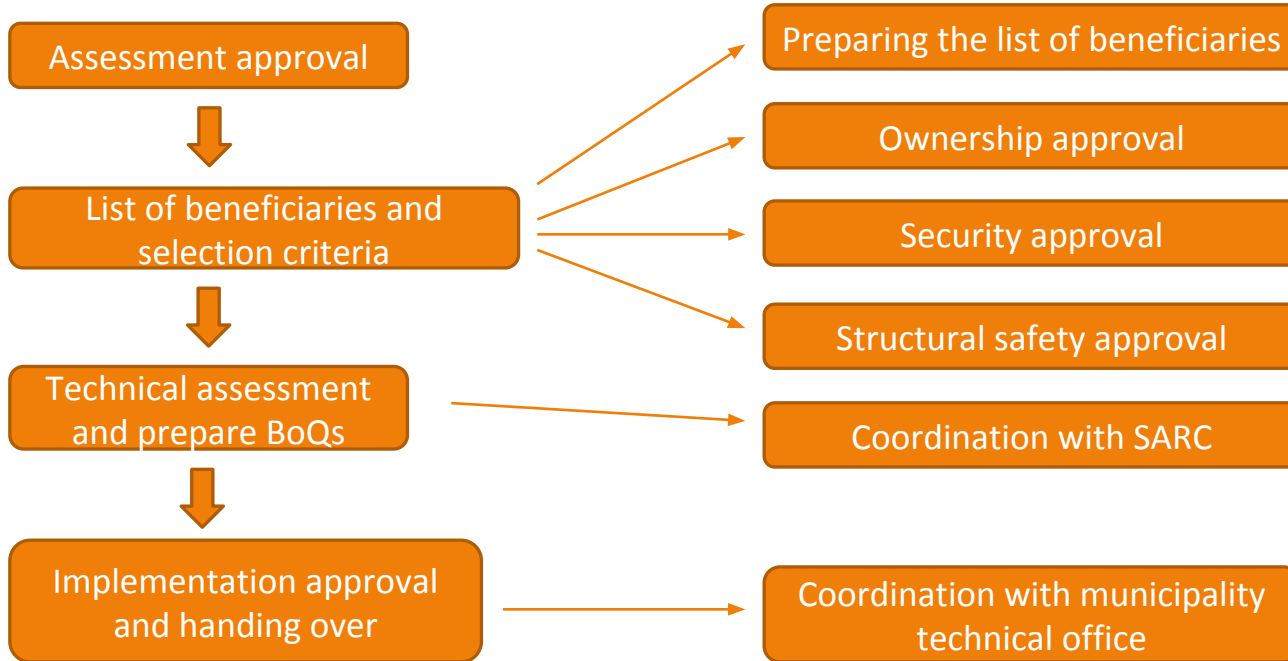 Assessment approval
List of beneficiaries and
selection criteria
Technical assessment
and prepare BoQs
Implementation approval
and handing over
Preparing the list of beneficiaries
Ownership approval
Security approval
Structural safety approval
Coordination with SARC
Coordination with municipality
technical office